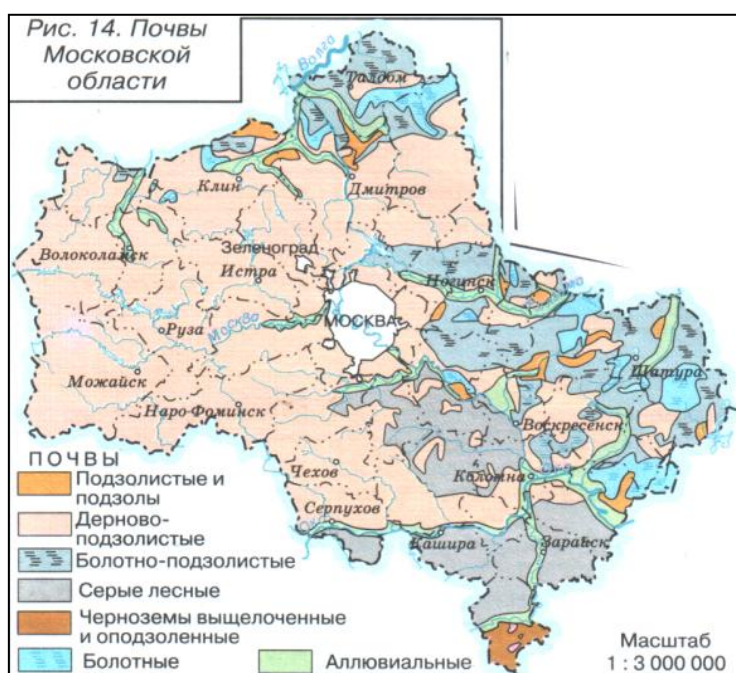 Рис. 14. Почвы
Московской
области
Волга
Талдом
Клин
Дмитров
Волоколамск
Зеленоград
Истра
Ногинск
МОСКВА
Москва
Руза
Шатура
Можайск
Наро-Фоминск
Воскресенск
ПОЧВЫ
Подзолистые и
подзолы
Дерново-
подзолистые
Болотно-подзолистые
Серые лесные
Черноземы выщелоченные
и оподзоленные
Болотные
Аллювиальные
Чехов
Коломна
Серпухов
Ока
Кашира
Зарайск
Масштаб
1 : 3 000 000